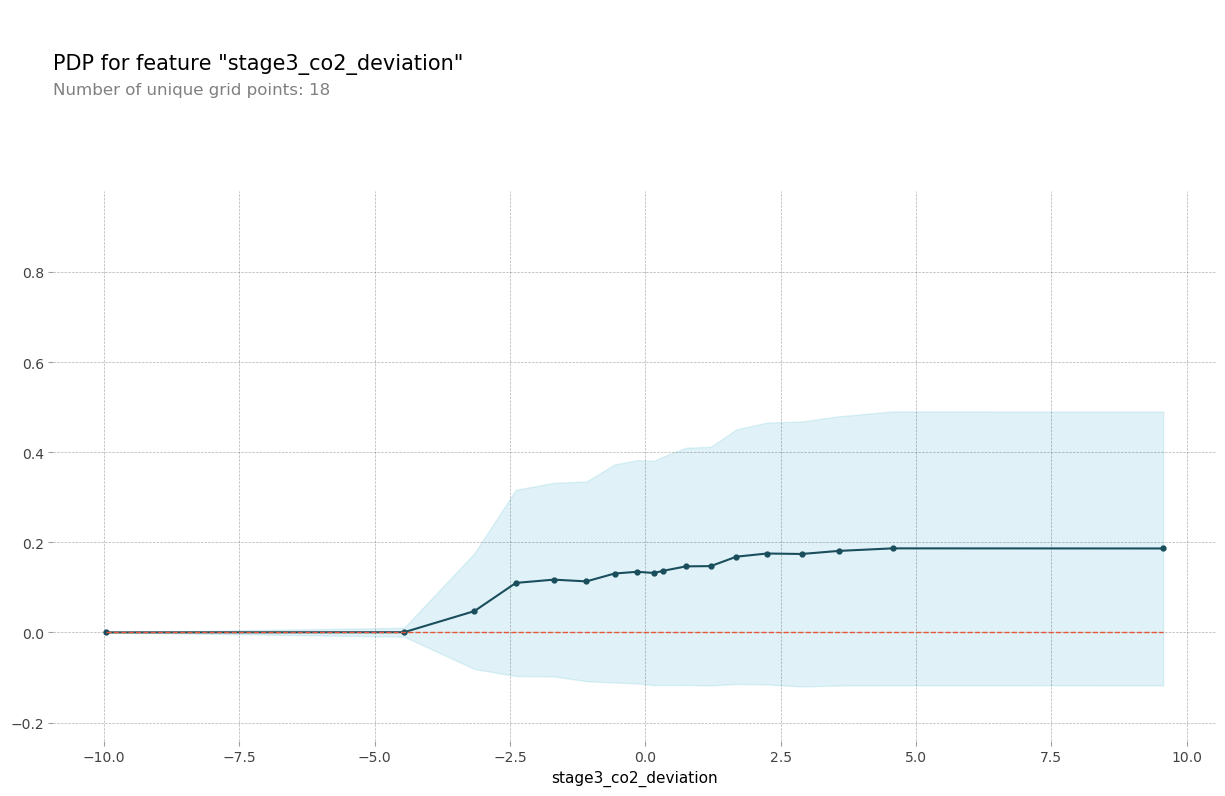 PDP for feature "stage3_co2_deviation"
Number of unique grid points: 18
0.8
0.6
0.4
0.2
0.0
−0.2
−10.0 −7.5 −5.0 −2.5 0.0 2.5 5.0 7.5 10.0
stage3_co2_deviation